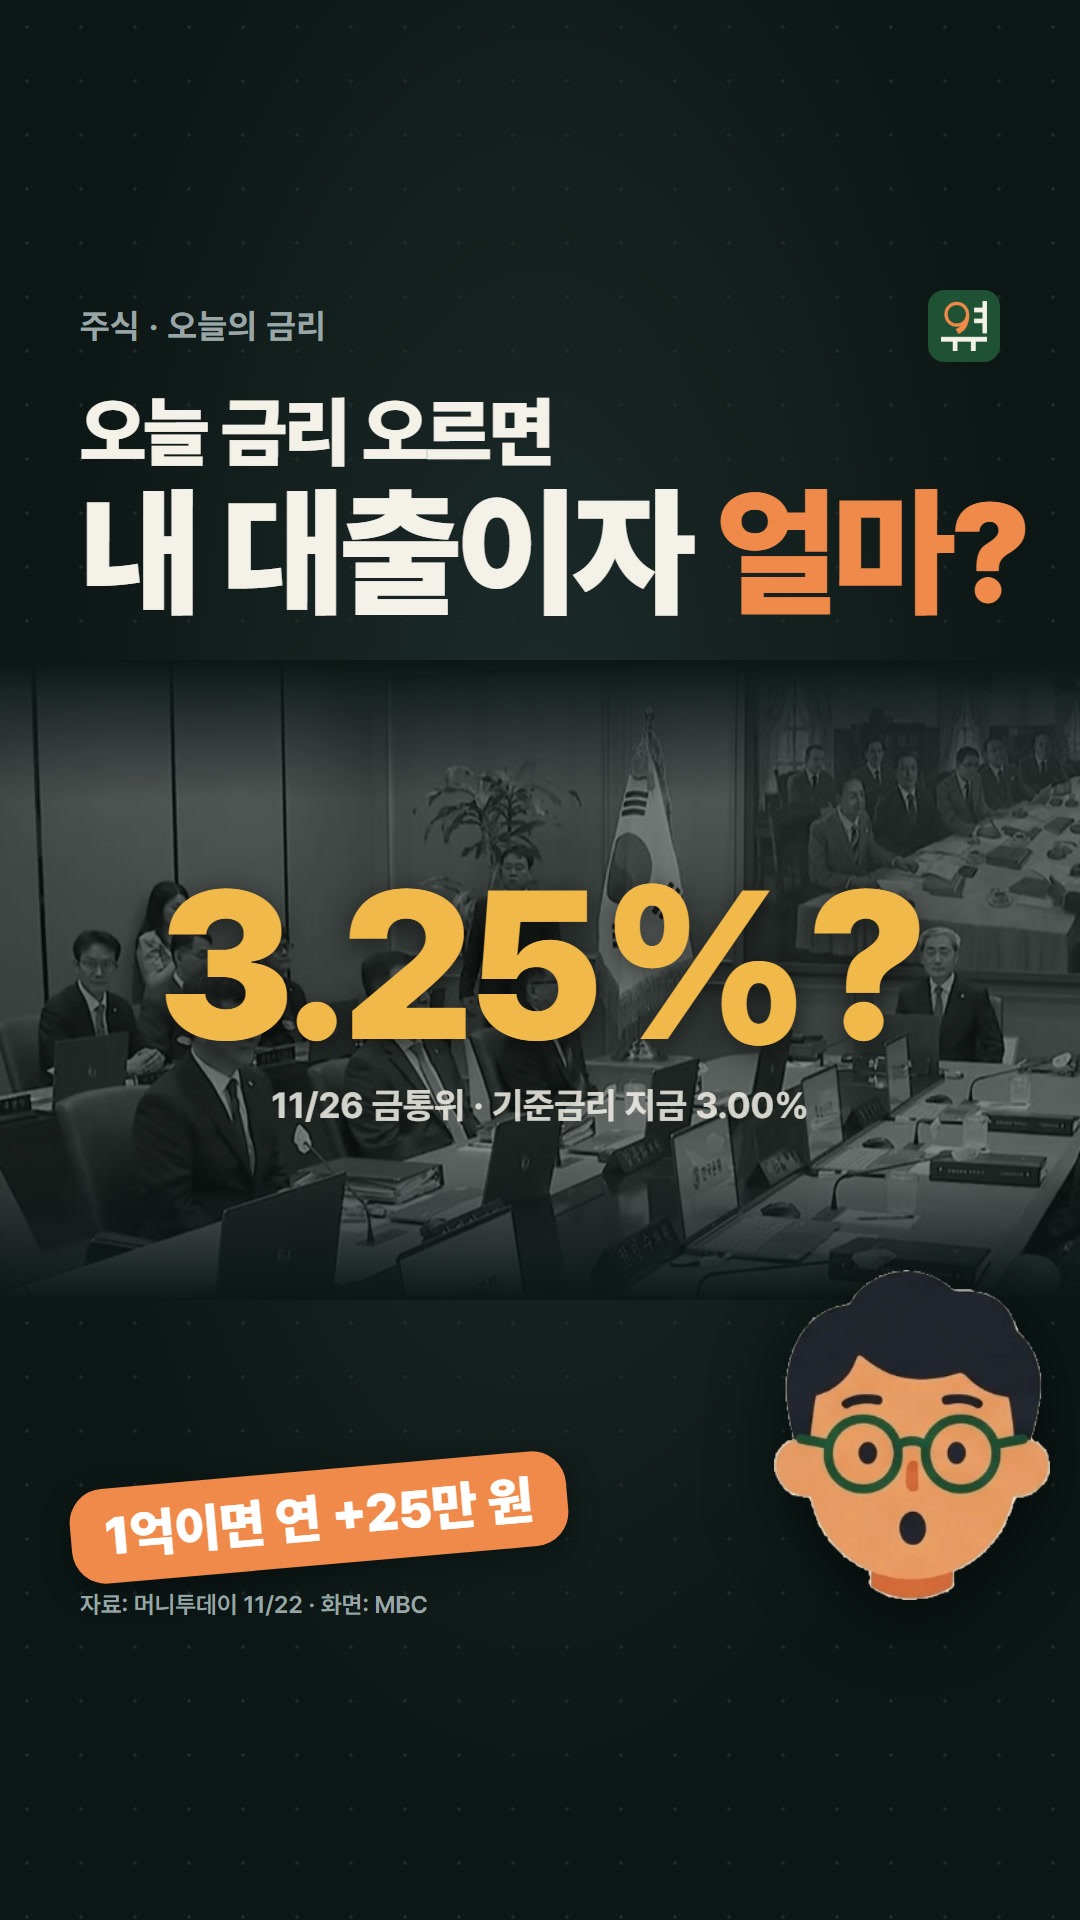 주식 · 오늘의 금리
오늘 금리 오르면
내 대출이자 얼마?
3.25%?
11/26 금통위 · 기준금리 지금 3.00%
1억이면 연 +25만 원
자료: 머니투데이 11/22 · 화면: MBC